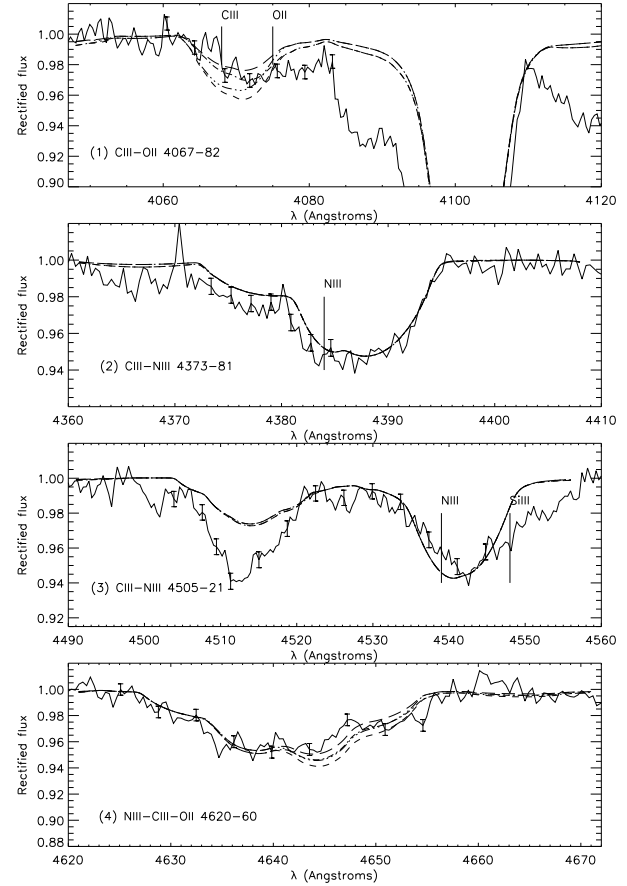 CIII OII
1.00
0.98
0.96
0.94
0.92
0.90
Rectified flux
(1) CIII−OII 4067−82
4060 4080 4100 4120
λ (Angstroms)
1.00
0.98
0.96
0.94
Rectified flux
NIII
(2) CIII−NIII 4373−81
4360 4370 4380 4390 4400 4410
λ (Angstroms)
1.00
0.98
0.96
0.94
0.92
Rectified flux
NIII SiIII
(3) CIII−NIII 4505−21
4490 4500 4510 4520 4530 4540 4550 4560
λ (Angstroms)
1.00
0.98
0.96
0.94
0.92
0.90
0.88
Rectified flux
(4) NIII−CIII−OII 4620−60
4620 4630 4640 4650 4660 4670
λ (Angstroms)